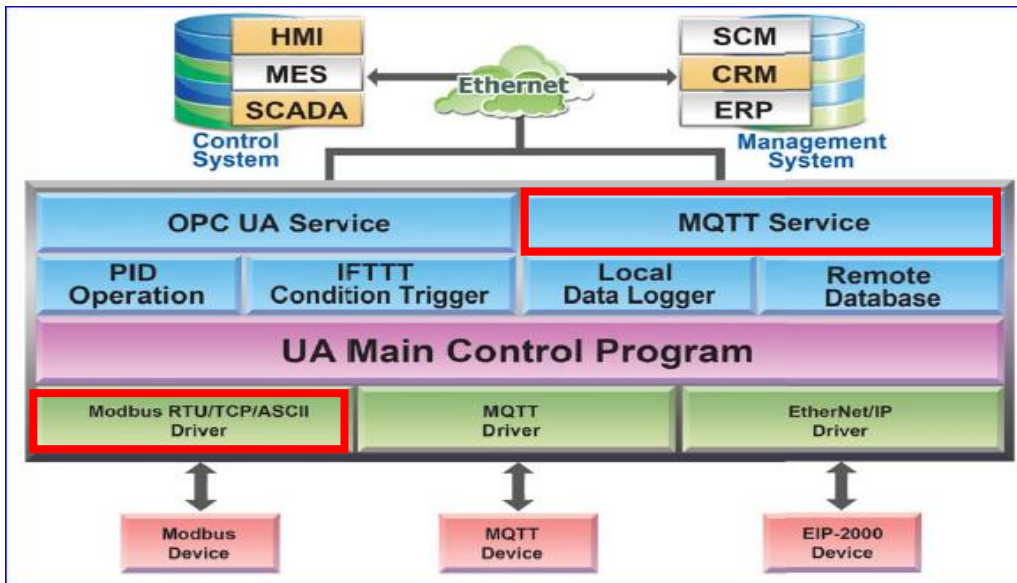 HMI
MES
SCADA
Control
System
Ethernet
SCM
CRM
ERP
Management
System
OPC UA Service
MQTT Service
PID
Operation
IFTTT
Condition Trigger
Local
Data Logger
Remote
Database
UA Main Control Program
Modbus RTU/TCP/ASCII
Driver
MQTT
Driver
EtherNet/IP
Driver
Modbus
Device
MQTT
Device
EIP-2000
Device